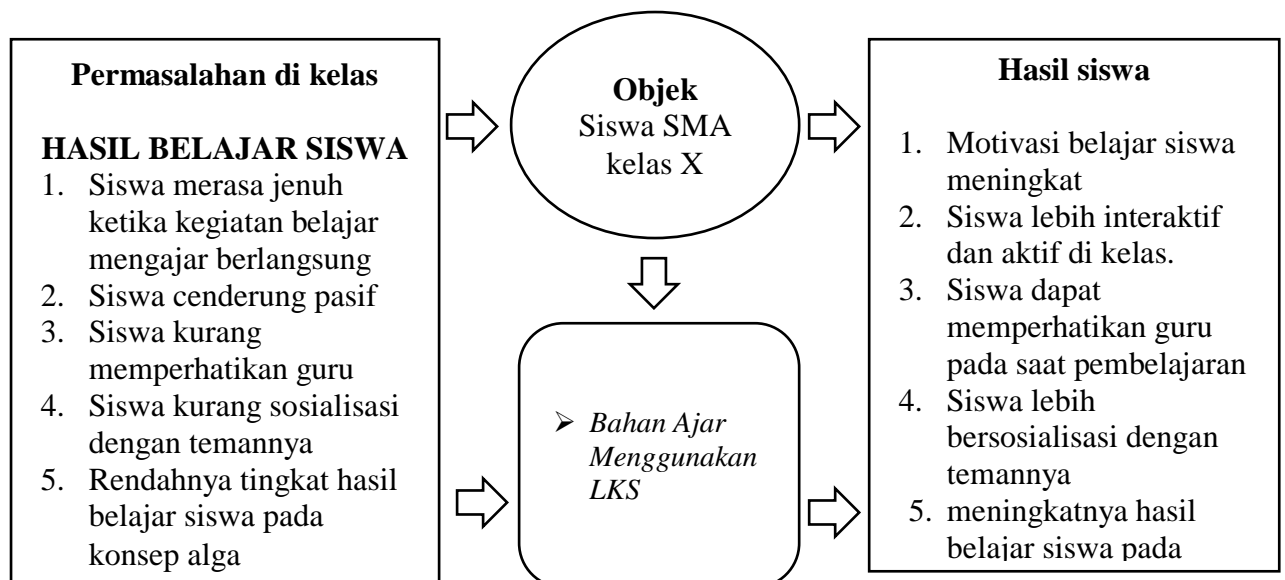 Permasalahan di kelas
HASIL BELAJAR SISWA
1. Siswa merasa jenuh
ketika kegiatan belajar
mengajar berlangsung
2. Siswa cenderung pasif
3. Siswa kurang
memperhatikan guru
4. Siswa kurang sosialisasi
dengan temannya
5. Rendahnya tingkat hasil
belajar siswa pada
konsep alga
Objek
Siswa SMA
kelas X
➢ Bahan Ajar
Menggunakan
LKS
Hasil siswa
1. Motivasi belajar siswa
meningkat
2. Siswa lebih interaktif
dan aktif di kelas.
3. Siswa dapat
memperhatikan guru
pada saat pembelajaran
4. Siswa lebih
bersosialisasi dengan
temannya
5. meningkatnya hasil
belajar siswa pada